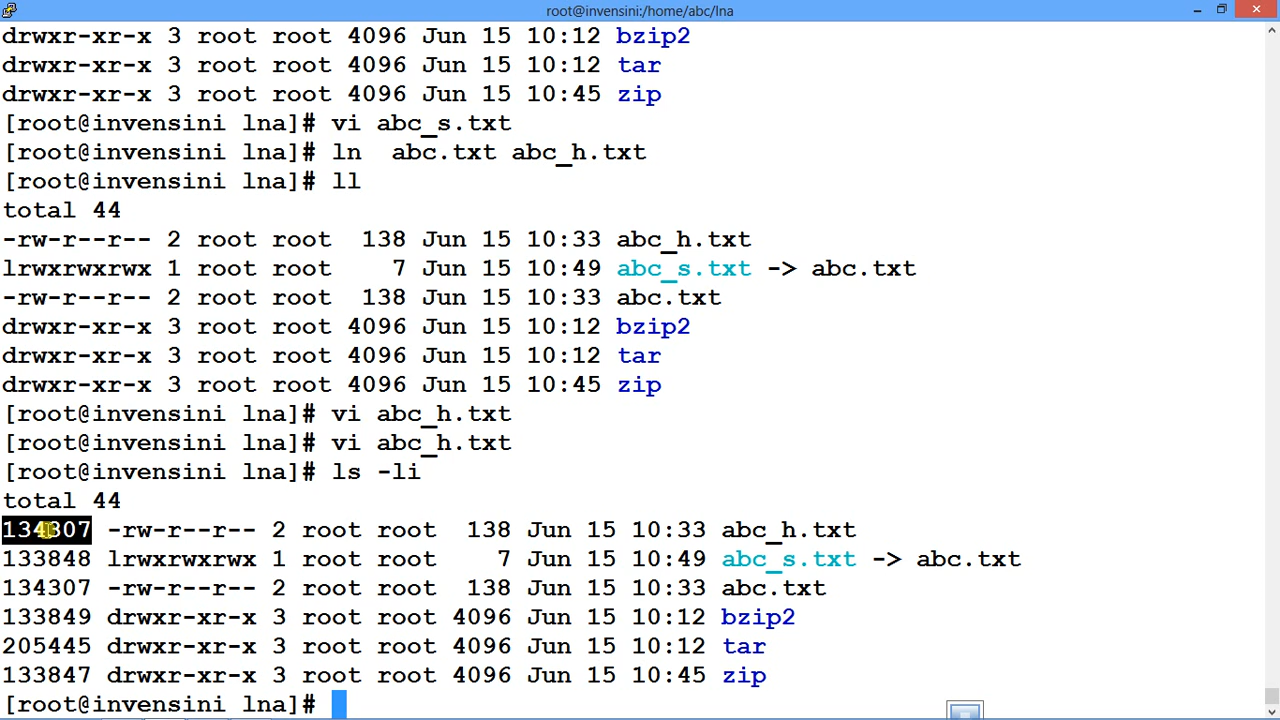 root@invensini:/home/abc/lna
drwxr-xr-x 3 root root 4096 Jun 15 10:12 bzip2
drwxr-xr-x 3 root root 4096 Jun 15 10:12 tar
drwxr-xr-x 3 root root 4096 Jun 15 10:45 zip
[root@invensini lna]# vi abc_s.txt
[root@invensini lna]# ln  abc.txt abc_h.txt
[root@invensini lna]# ll
total 44
-rw-r--r-- 2 root root  138 Jun 15 10:33 abc_h.txt
lrwxrwxrwx 1 root root    7 Jun 15 10:49 abc_s.txt -> abc.txt
-rw-r--r-- 2 root root  138 Jun 15 10:33 abc.txt
drwxr-xr-x 3 root root 4096 Jun 15 10:12 bzip2
drwxr-xr-x 3 root root 4096 Jun 15 10:12 tar
drwxr-xr-x 3 root root 4096 Jun 15 10:45 zip
[root@invensini lna]# vi abc_h.txt
[root@invensini lna]# vi abc_h.txt
[root@invensini lna]# ls -li
total 44
134307 -rw-r--r-- 2 root root  138 Jun 15 10:33 abc_h.txt
133848 lrwxrwxrwx 1 root root    7 Jun 15 10:49 abc_s.txt -> abc.txt
134307 -rw-r--r-- 2 root root  138 Jun 15 10:33 abc.txt
133849 drwxr-xr-x 3 root root 4096 Jun 15 10:12 bzip2
205445 drwxr-xr-x 3 root root 4096 Jun 15 10:12 tar
133847 drwxr-xr-x 3 root root 4096 Jun 15 10:45 zip
[root@invensini lna]#